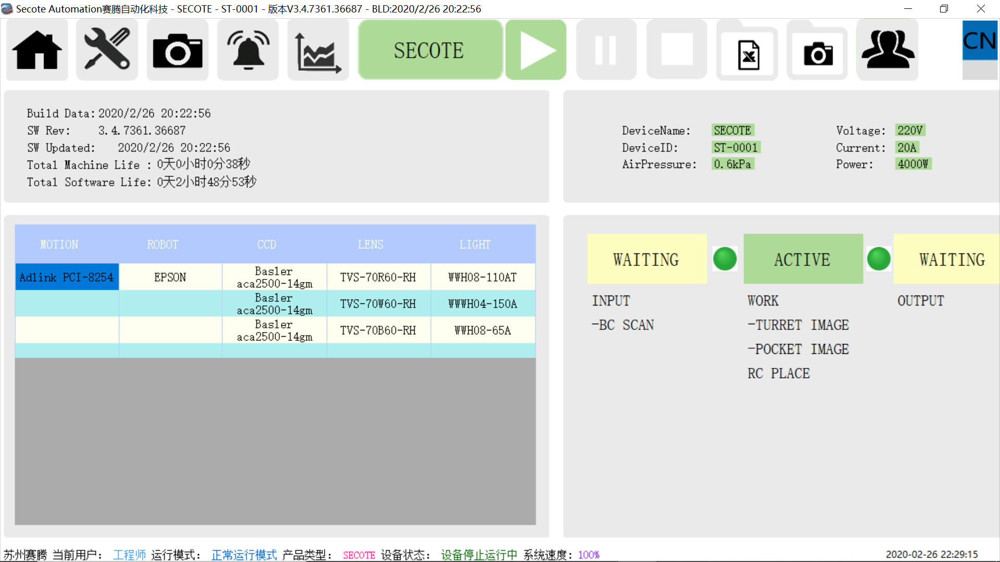 Secote Automation赛腾自动化科技 - SECOTE - ST-0001 - 版本V3.4.7361.36687 - BLD:2020/2/26 20:22:56
SECOTE
CN
Build Data: 2020/2/26 20:22:56
SW Rev: 3.4.7361.36687
SW Updated: 2020/2/26 20:22:56
Total Machine Life : 0天0小时0分38秒
Total Software Life: 0天2小时48分53秒
DeviceName: SECOTE Voltage: 220V
DeviceID: ST-0001 Current: 20A
AirPressure: 0.6kPa Power: 4000W
MOTION ROBOT CCD LENS LIGHT
Adlink PCI-8254 EPSON Basler aca2500-14gm TVS-70R60-RH WWH08-110AT
Basler aca2500-14gm TVS-70W60-RH WWWH04-150A
Basler aca2500-14gm TVS-70B60-RH WWH08-65A
WAITING ACTIVE WAITING
INPUT WORK OUTPUT
-BC SCAN -TURRET IMAGE
-POCKET IMAGE
RC PLACE
苏州赛腾 当前用户: 工程师 运行模式: 正常运行模式 产品类型: SECOTE 设备状态: 设备停止运行中 系统速度: 100% 2020-02-26 22:29:15